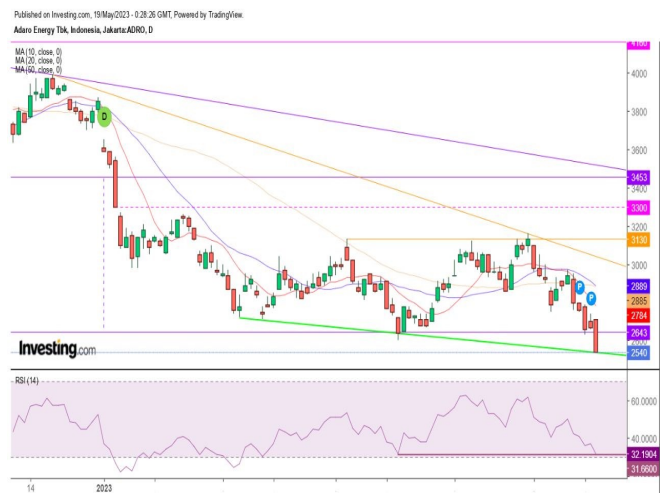 Published on Investing.com, 19/May/2023 - 0:28:26 GMT, Powered by TradingView.
Adaro Energy Tbk, Indonesia, Jakarta:ADRO, D
MA (10, close, 0)
MA (20, close, 0)
MA (50, close, 0)
4160
4000
3800
D
3600
3453
3400
3300
3130
3000
2889
P
2885
P
2784
2643
Investing.com
2540
RSI (14)
60.0000
40.0000
32.1904
31.6600
14
2023